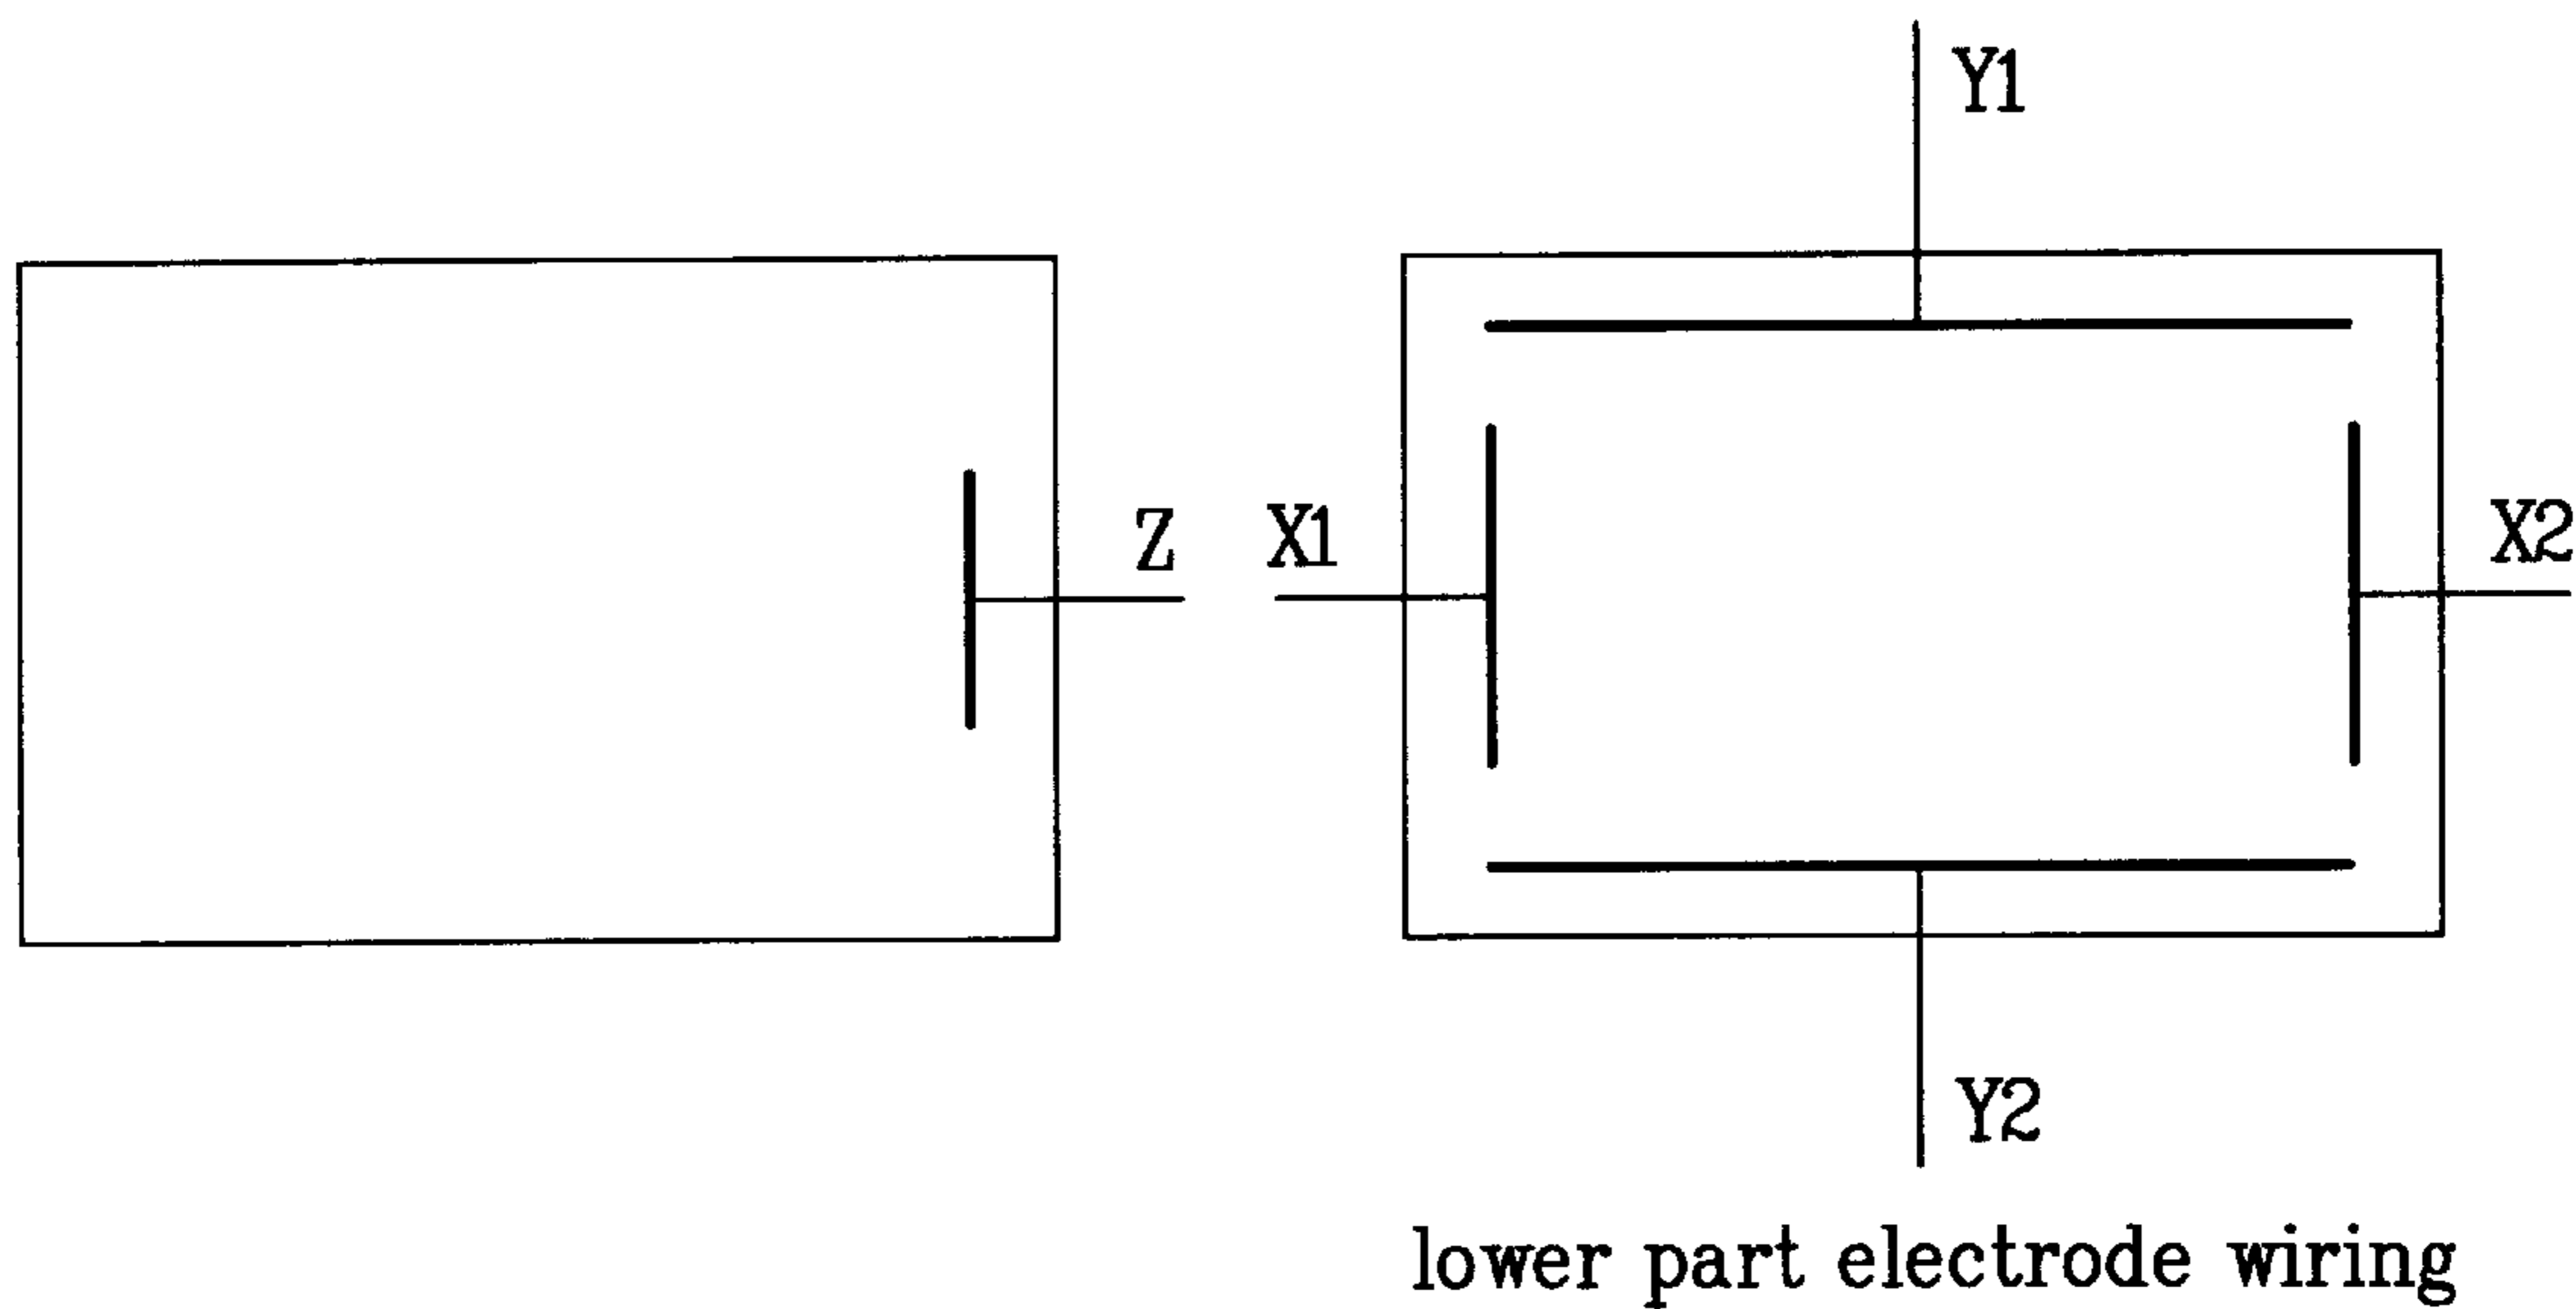 Y1
Z
X1
X2
Y2
lower part electrode wiring